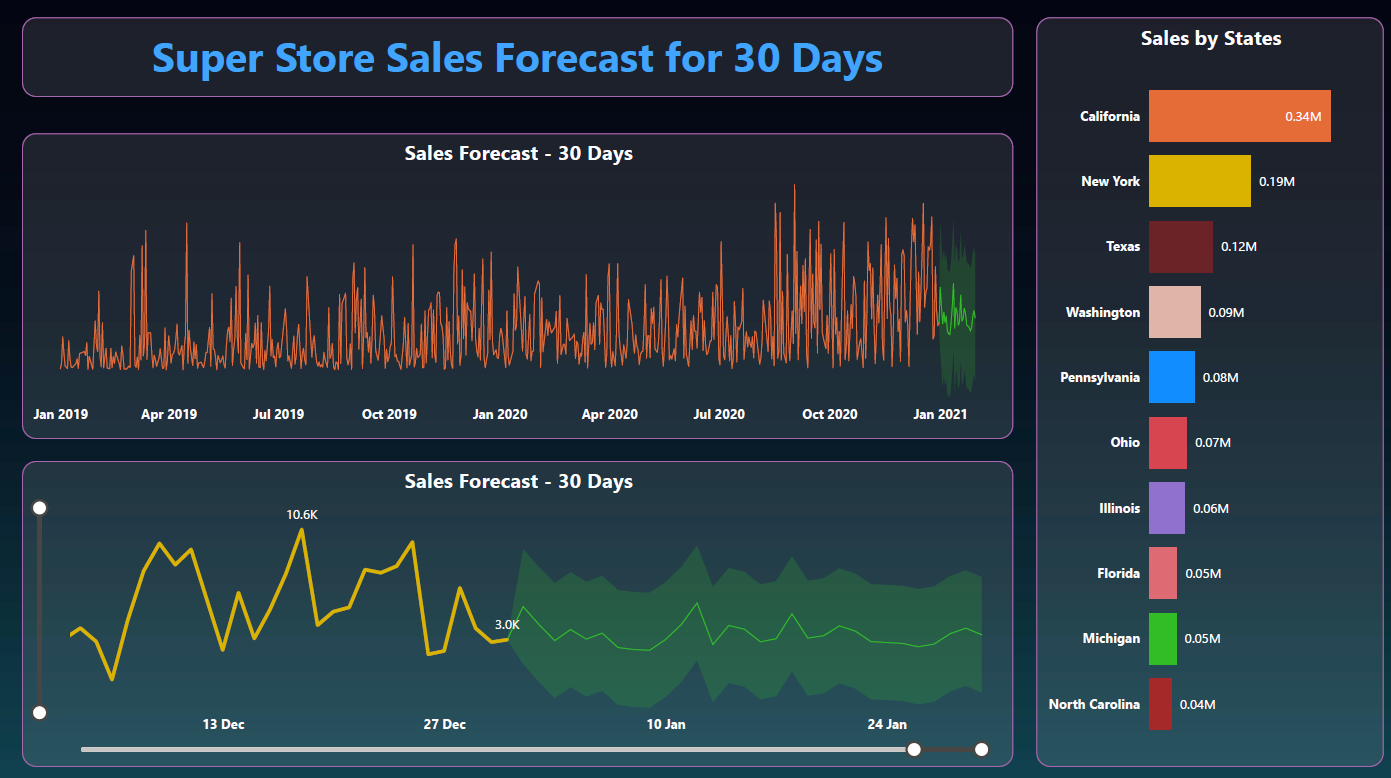 Super Store Sales Forecast for 30 Days
Sales Forecast - 30 Days
Jan 2019 Apr 2019 Jul 2019 Oct 2019 Jan 2020 Apr 2020 Jul 2020 Oct 2020 Jan 2021
Sales Forecast - 30 Days
10.6K
3.0K
13 Dec 27 Dec 10 Jan 24 Jan
Sales by States
California 0.34M
New York 0.19M
Texas 0.12M
Washington 0.09M
Pennsylvania 0.08M
Ohio 0.07M
Illinois 0.06M
Florida 0.05M
Michigan 0.05M
North Carolina 0.04M